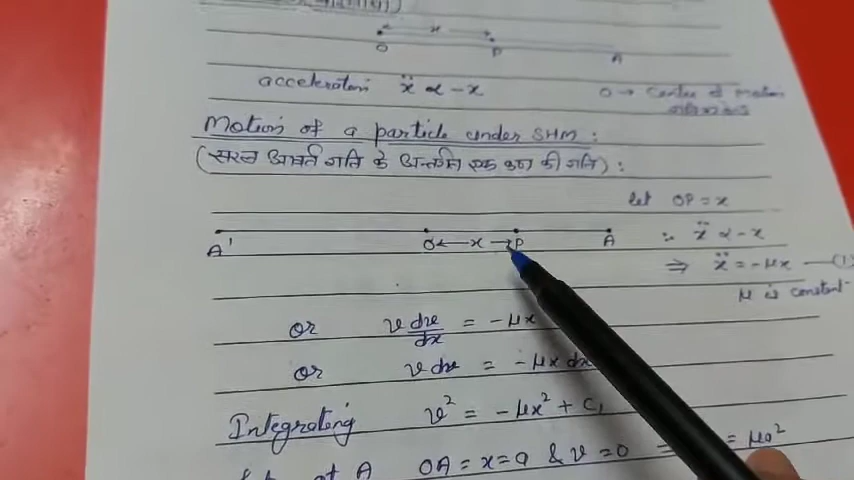 x
O P A
acceleration ẍ ∝ -x
O → Centre of motion
Motion of a particle under SHM :
(सरल आवर्त गति के अन्तर्गत एक कण की गति) :
let OP = x
A' O ← x → P A
∴ ẍ ∝ -x
⇒ ẍ = -μx —(1)
μ is constant
or v dv/dx = -μx
or v dv = -μx dx
Integrating v² = -μx² + C₁
at A OA = x = a & v = 0 = μa²